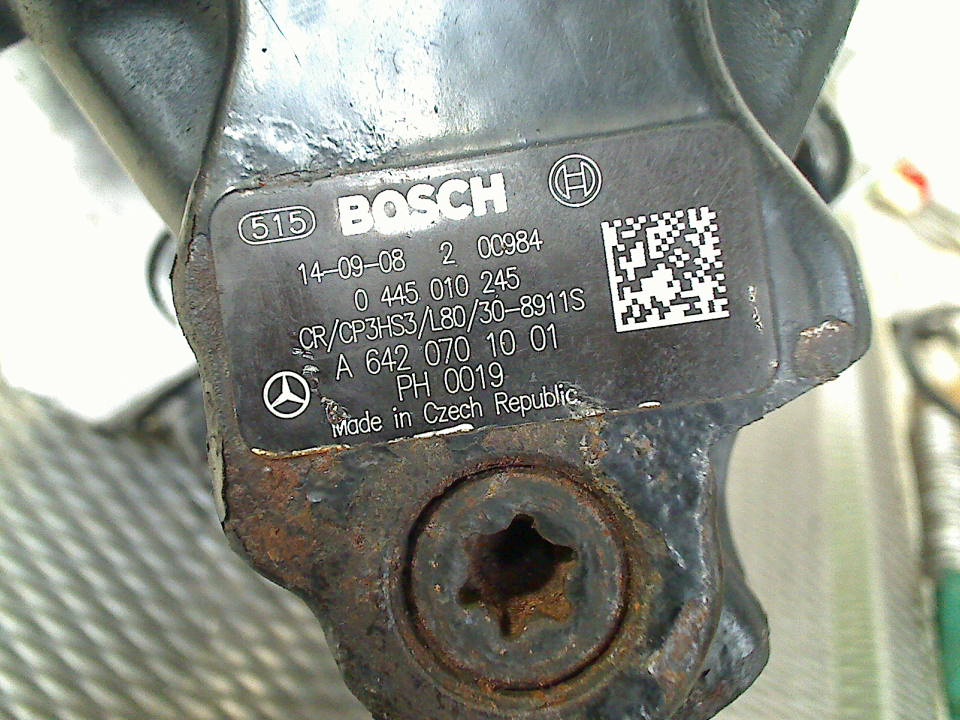 515 BOSCH H
14-09-08 2 00984
0 445 010 245
CR/CP3HS3/L80/30-8911S
A 642 070 10 01
PH 0019
Made in Czech Republic